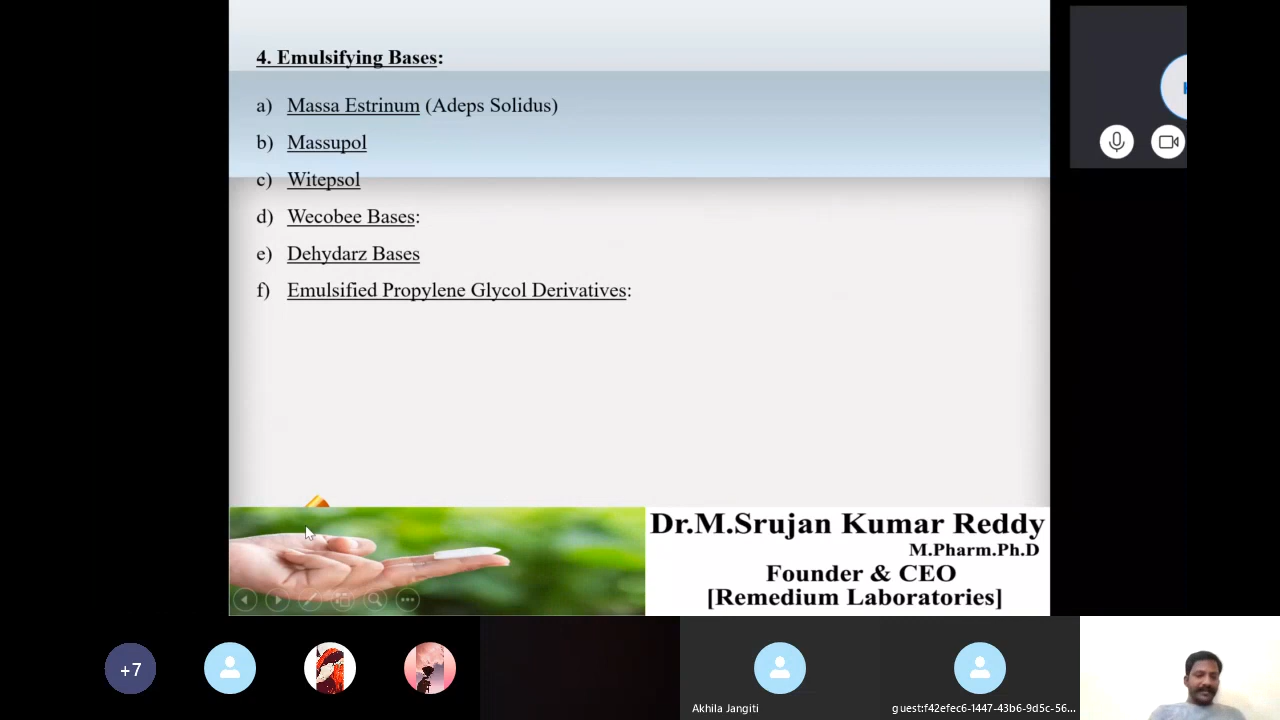 4. Emulsifying Bases:
a) Massa Estrinum (Adeps Solidus)
b) Massupol
c) Witepsol
d) Wecobee Bases:
e) Dehydarz Bases
f) Emulsified Propylene Glycol Derivatives:
Dr.M.Srujan Kumar Reddy
M.Pharm.Ph.D
Founder & CEO
[Remedium Laboratories]
+7
Akhila Jangiti
guest:f42efec6-1447-43b6-9d5c-56...